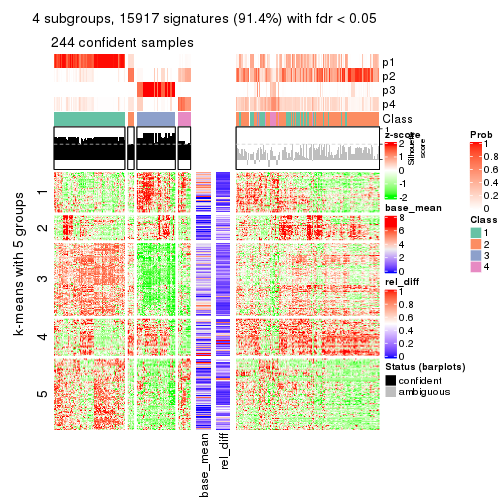 4 subgroups, 15917 signatures (91.4%) with fdr < 0.05
244 confident samples
p1
p2
p3
p4
Class
1
Silhouette
score
z-score
2
1
0
-1
-2
Prob
1
0.8
0.6
0.4
0.2
0
base_mean
8
6
4
2
0
Class
1
2
3
4
rel_diff
1
0.8
0.6
0.4
0.2
0
Status (barplots)
confident
ambiguous
k-means with 5 groups
1
2
3
4
5
base_mean
rel_diff